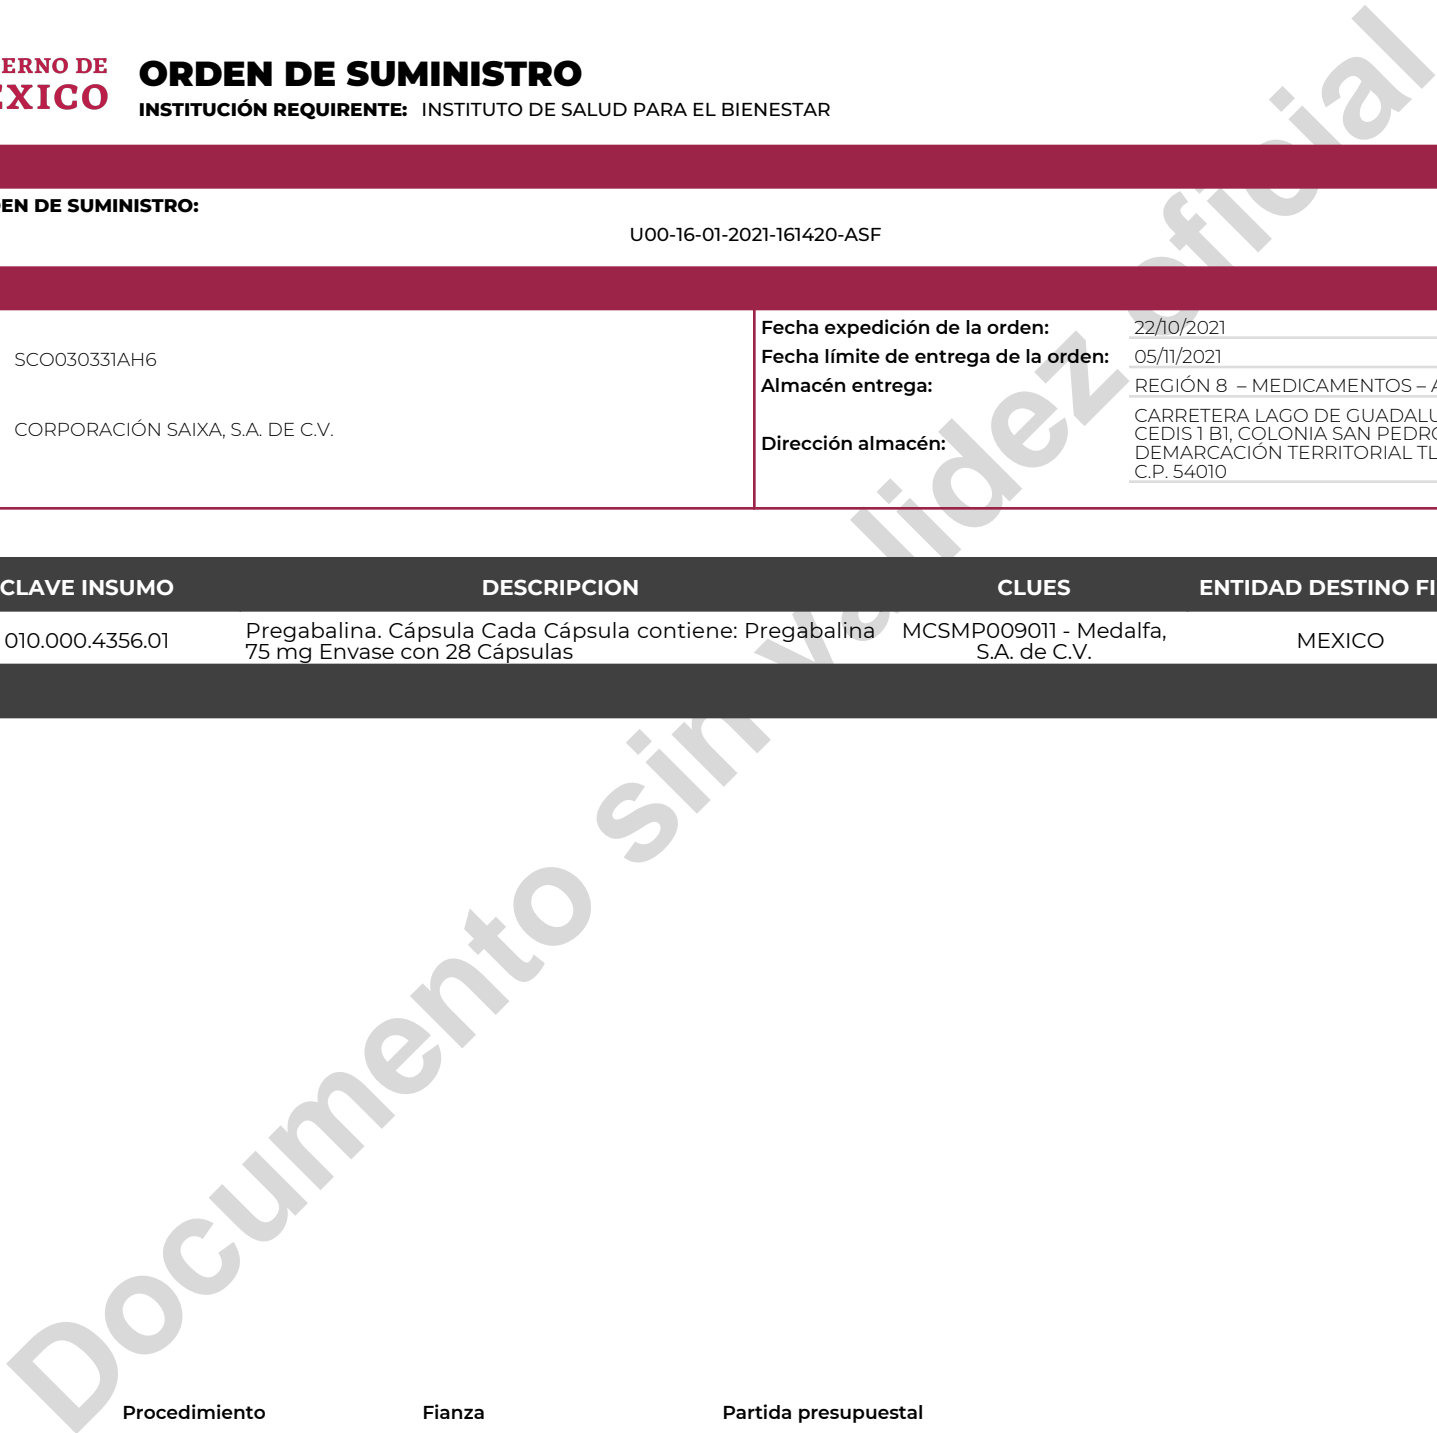 ERNO DE
EXICO
ORDEN DE SUMINISTRO
INSTITUCIÓN REQUIRENTE: INSTITUTO DE SALUD PARA EL BIENESTAR
EN DE SUMINISTRO:
U00-16-01-2021-161420-ASF
SCO030331AH6
CORPORACIÓN SAIXA, S.A. DE C.V.
Fecha expedición de la orden: 22/10/2021
Fecha límite de entrega de la orden: 05/11/2021
Almacén entrega: REGIÓN 8 – MEDICAMENTOS – A
Dirección almacén:
CARRETERA LAGO DE GUADALU
CEDIS 1 B1, COLONIA SAN PEDRO
DEMARCACIÓN TERRITORIAL TL
C.P. 54010
CLAVE INSUMO DESCRIPCION CLUES ENTIDAD DESTINO FI
010.000.4356.01
Pregabalina. Cápsula Cada Cápsula contiene: Pregabalina
75 mg Envase con 28 Cápsulas
MCSMP009011 - Medalfa,
S.A. de C.V.
MEXICO
Documento sin validez oficial
Procedimiento Fianza Partida presupuestal